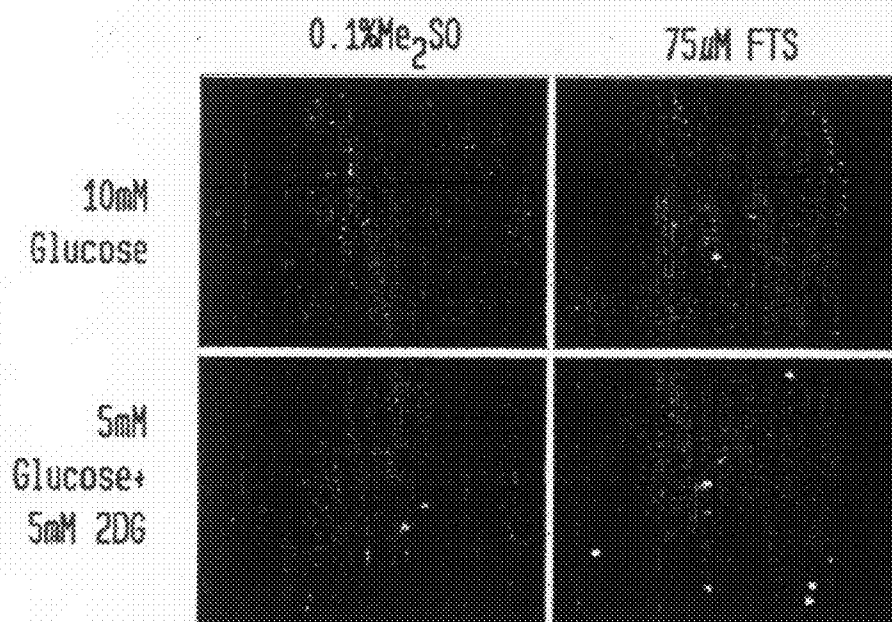 0.1%Me2SO
75µM FTS
10mM
Glucose
5mM
Glucose+
5mM 2DG